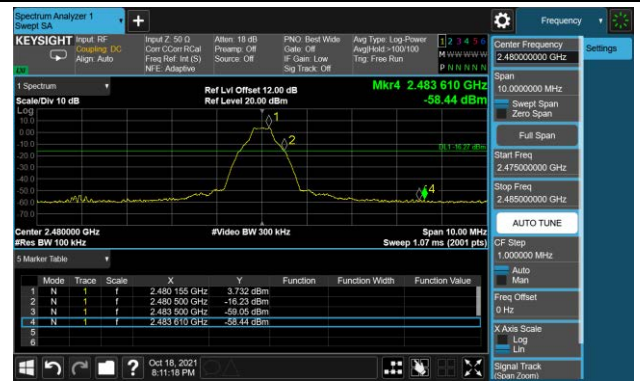 Spectrum Analyzer 1
Swept SA
+
Frequency
KEYSIGHT Input: RF
Coupling: DC
Align: Auto
Input Z: 50 Ω
Corr CCorr RCal
Freq Ref: Int (S)
NFE: Adaptive
Atten: 18 dB
Preamp: Off
Source: Off
PNO: Best Wide
Gate: Off
IF Gain: Low
Sig Track: Off
Avg Type: Log-Power
Avg|Hold:>100/100
Trig: Free Run
1 2 3 4 5 6
M W W W W W
P N N N N N
1 Spectrum
Scale/Div 10 dB
Ref Lvl Offset 12.00 dB
Ref Level 20.00 dBm
Mkr4 2.483 610 GHz
-58.44 dBm
Log
10.0
0.00
-10.0
-20.0
-30.0
-40.0
-50.0
-60.0
-70.0
1
2
4
DL1 -16.27 dBm
Center 2.480000 GHz
#Res BW 100 kHz
#Video BW 300 kHz
Span 10.00 MHz
Sweep 1.07 ms (2001 pts)
5 Marker Table
Mode Trace Scale X Y Function Function Width Function Value
1 N 1 f 2.480 155 GHz 3.732 dBm
2 N 1 f 2.480 500 GHz -16.23 dBm
3 N 1 f 2.483 500 GHz -59.05 dBm
4 N 1 f 2.483 610 GHz -58.44 dBm
5
6
?
Oct 18, 2021
8:11:18 PM
Center Frequency
2.480000000 GHz
Settings
Span
10.0000000 MHz
Swept Span
Zero Span
Full Span
Start Freq
2.475000000 GHz
Stop Freq
2.485000000 GHz
AUTO TUNE
CF Step
1.000000 MHz
Auto
Man
Freq Offset
0 Hz
X Axis Scale
Log
Lin
Signal Track
(Span Zoom)